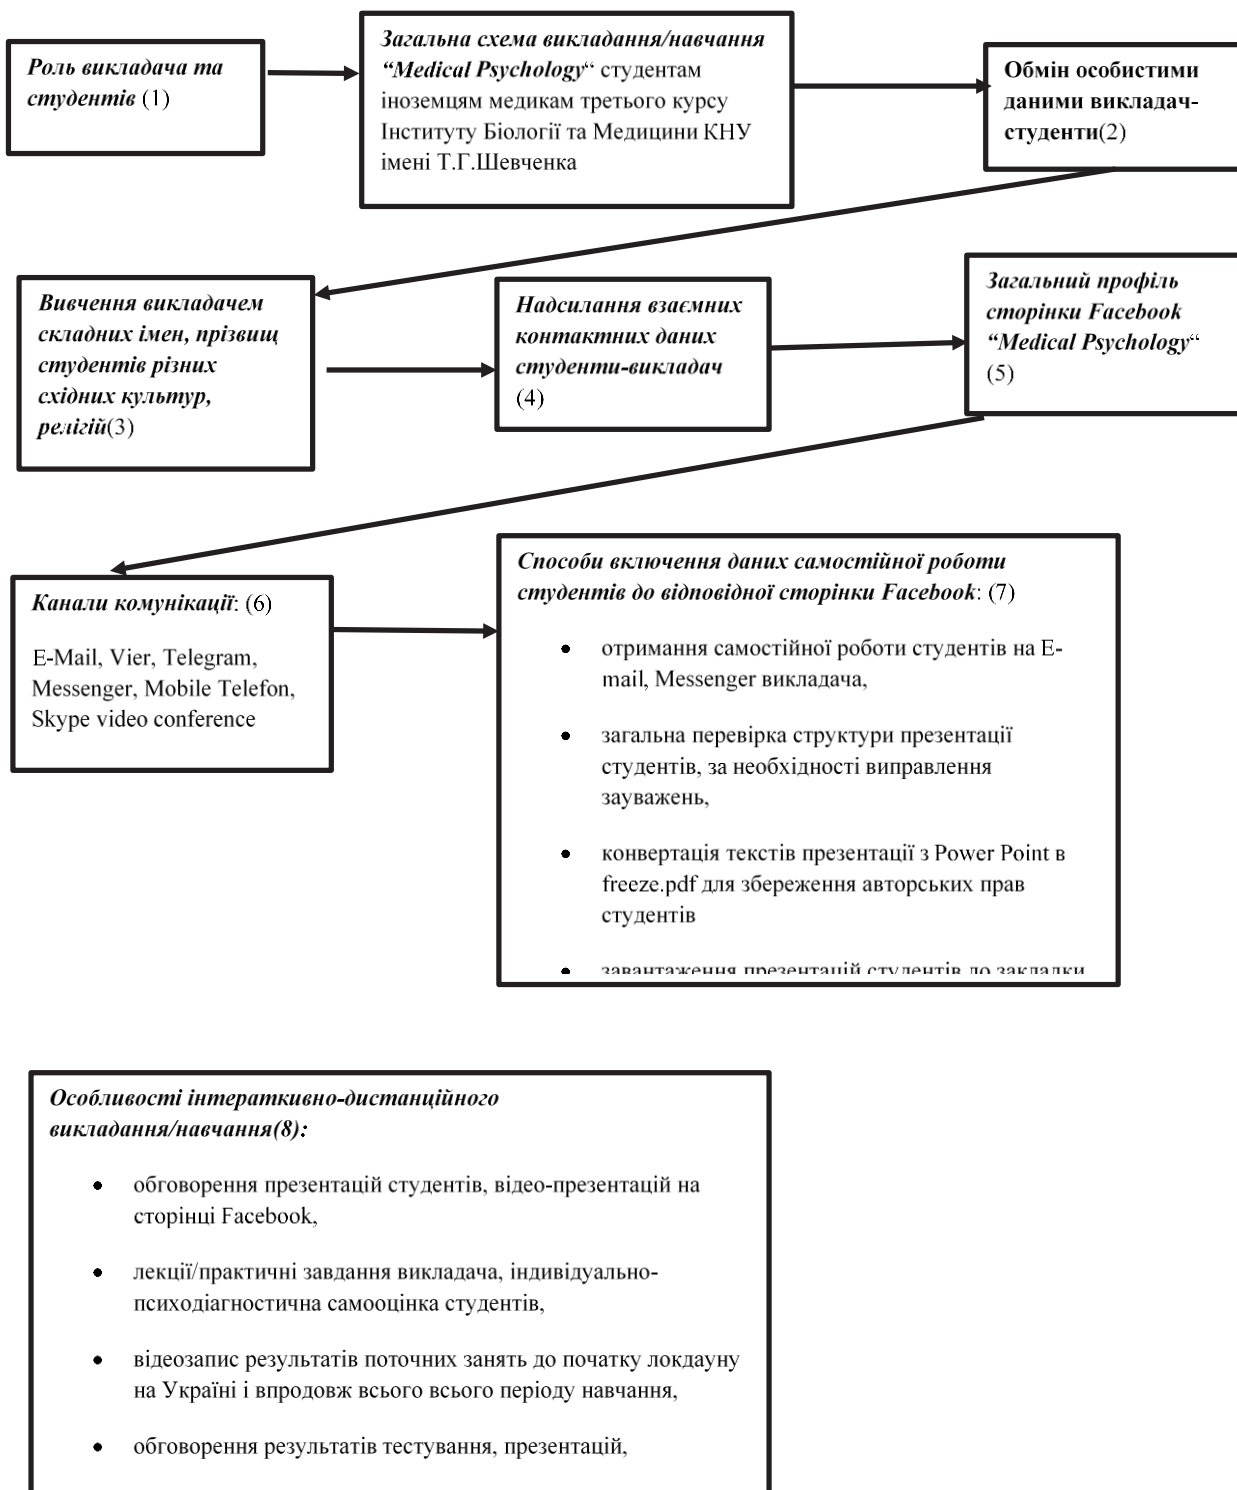 Роль викладача та
студентів (1)
Загальна схема викладання/навчання
“Medical Psychology“ студентам
іноземцям медикам третього курсу
Інституту Біології та Медицини КНУ
імені Т.Г.Шевченка
Обмін особистими
даними викладач-
студенти(2)
Вивчення викладачем
складних імен, прізвищ
студентів різних
східних культур,
релігій(3)
Надсилання взаємних
контактних даних
студенти-викладач
(4)
Загальний профіль
сторінки Facebook
“Medical Psychology“
(5)
Канали комунікації: (6)
E-Mail, Vier, Telegram,
Messenger, Mobile Telefon,
Skype video conference
Способи включення даних самостійної роботи
студентів до відповідної сторінки Facebook: (7)
• отримання самостійної роботи студентів на E-
mail, Messenger викладача,
• загальна перевірка структури презентації
студентів, за необхідності виправлення
зауважень,
• конвертація текстів презентації з Power Point в
freeze.pdf для збереження авторських прав
студентів
• завантаження презентацій студентів до закладки
Особливості інтераткивно-дистанційного
викладання/навчання(8):
• обговорення презентацій студентів, відео-презентацій на
сторінці Facebook,
• лекції/практичні завдання викладача, індивідуально-
психодіагностична самооцінка студентів,
• відеозапис результатів поточних занять до початку локдауну
на Україні і впродовж всього всього періоду навчання,
• обговорення результатів тестування, презентацій,